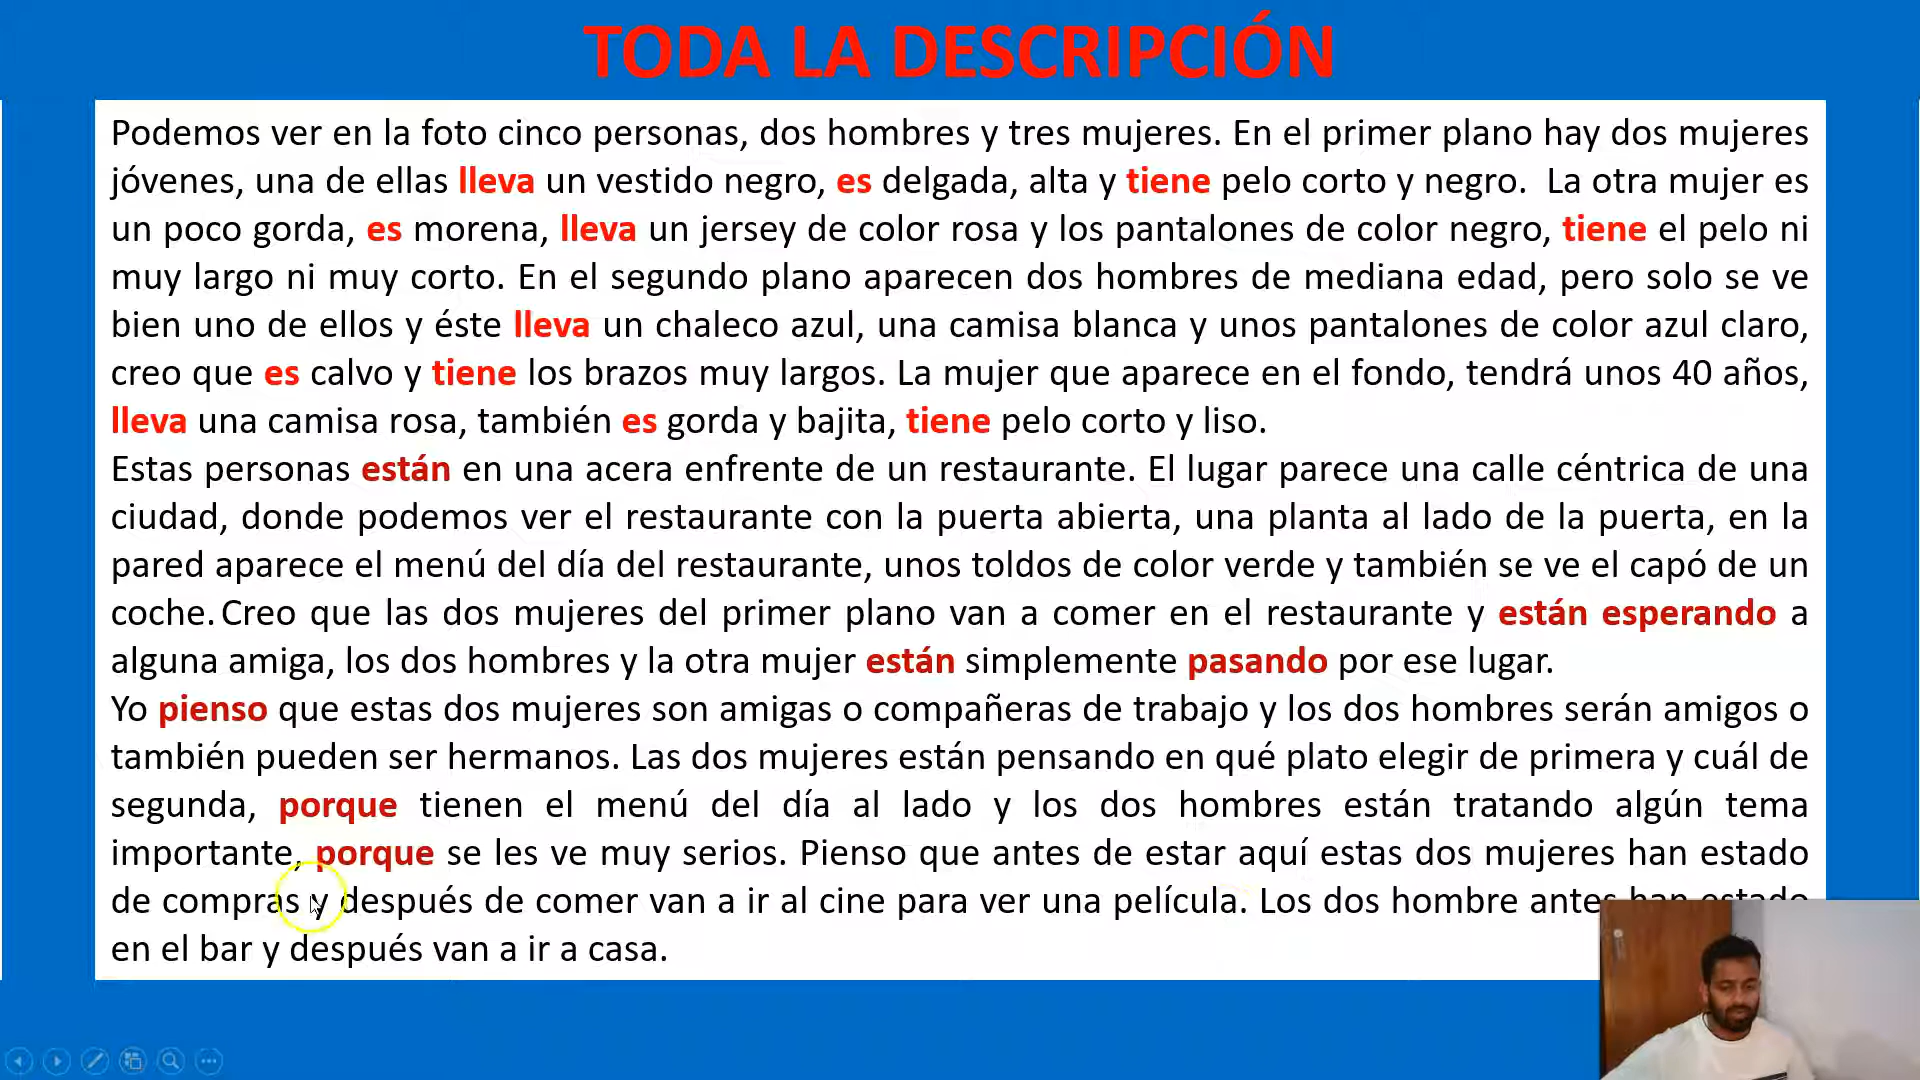 TODA LA DESCRIPCIÓN
Podemos ver en la foto cinco personas, dos hombres y tres mujeres. En el primer plano hay dos mujeres
jóvenes, una de ellas lleva un vestido negro, es delgada, alta y tiene pelo corto y negro. La otra mujer es
un poco gorda, es morena, lleva un jersey de color rosa y los pantalones de color negro, tiene el pelo ni
muy largo ni muy corto. En el segundo plano aparecen dos hombres de mediana edad, pero solo se ve
bien uno de ellos y éste lleva un chaleco azul, una camisa blanca y unos pantalones de color azul claro,
creo que es calvo y tiene los brazos muy largos. La mujer que aparece en el fondo, tendrá unos 40 años,
lleva una camisa rosa, también es gorda y bajita, tiene pelo corto y liso.
Estas personas están en una acera enfrente de un restaurante. El lugar parece una calle céntrica de una
ciudad, donde podemos ver el restaurante con la puerta abierta, una planta al lado de la puerta, en la
pared aparece el menú del día del restaurante, unos toldos de color verde y también se ve el capó de un
coche. Creo que las dos mujeres del primer plano van a comer en el restaurante y están esperando a
alguna amiga, los dos hombres y la otra mujer están simplemente pasando por ese lugar.
Yo pienso que estas dos mujeres son amigas o compañeras de trabajo y los dos hombres serán amigos o
también pueden ser hermanos. Las dos mujeres están pensando en qué plato elegir de primera y cuál de
segunda, porque tienen el menú del día al lado y los dos hombres están tratando algún tema
importante, porque se les ve muy serios. Pienso que antes de estar aquí estas dos mujeres han estado
de compras y después de comer van a ir al cine para ver una película. Los dos hombre antes han estado
en el bar y después van a ir a casa.